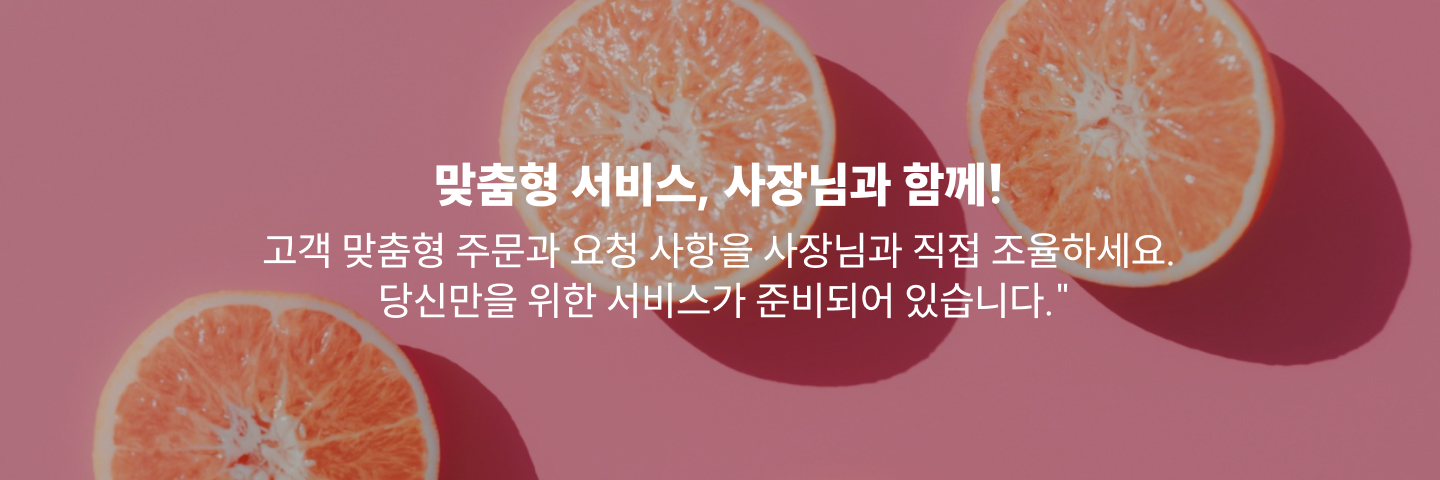 맞춤형 서비스, 사장님과 함께!
고객 맞춤형 주문과 요청 사항을 사장님과 직접 조율하세요.
당신만을 위한 서비스가 준비되어 있습니다."